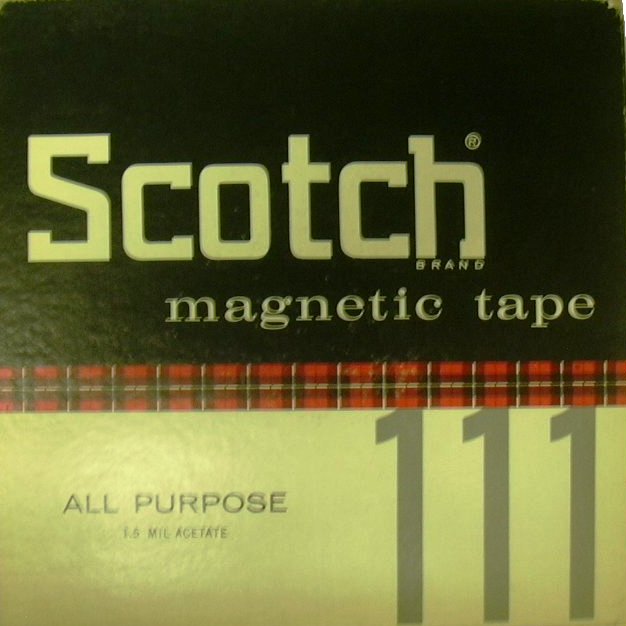 Scotch®
BRAND
magnetic tape
111
ALL PURPOSE
1.5 MIL ACETATE